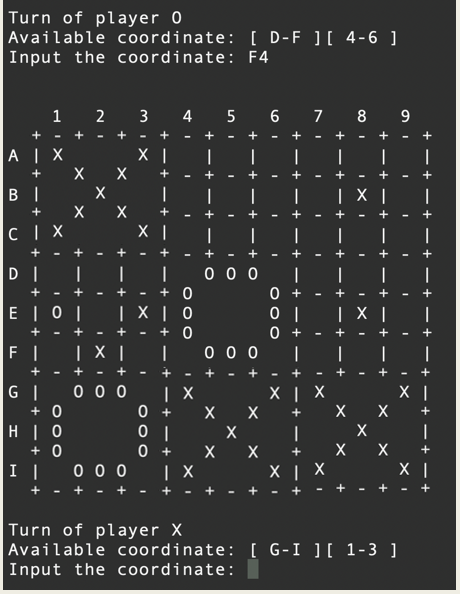 Turn of player O
Available coordinate: [ D-F ][ 4-6 ]
Input the coordinate: F4
    1   2   3   4   5   6   7   8   9
  + - + - + - + - + - + - + - + - + - +
A | X       X |   |   |   |   |   |   |
  +   X   X   + - + - + - + - + - + - +
B |     X     |   |   |   |   | X |   |
  +   X   X   + - + - + - + - + - + - +
C | X       X |   |   |   |   |   |   |
  + - + - + - + - + - + - + - + - + - +
D |   |   |   |   O O O   |   |   |   |
  + - + - + - + O       O + - + - + - +
E | O |   | X | O       O |   | X |   |
  + - + - + - + O       O + - + - + - +
F |   | X |   |   O O O   |   |   |   |
  + - + - + - + - + - + - + - + - + - +
G |   O O O   | X       X | X       X |
  + O       O +   X   X   +   X   X   +
H | O       O |     X     |     X     |
  + O       O +   X   X   +   X   X   +
I |   O O O   | X       X | X       X |
  + - + - + - + - + - + - + - + - + - +
Turn of player X
Available coordinate: [ G-I ][ 1-3 ]
Input the coordinate: